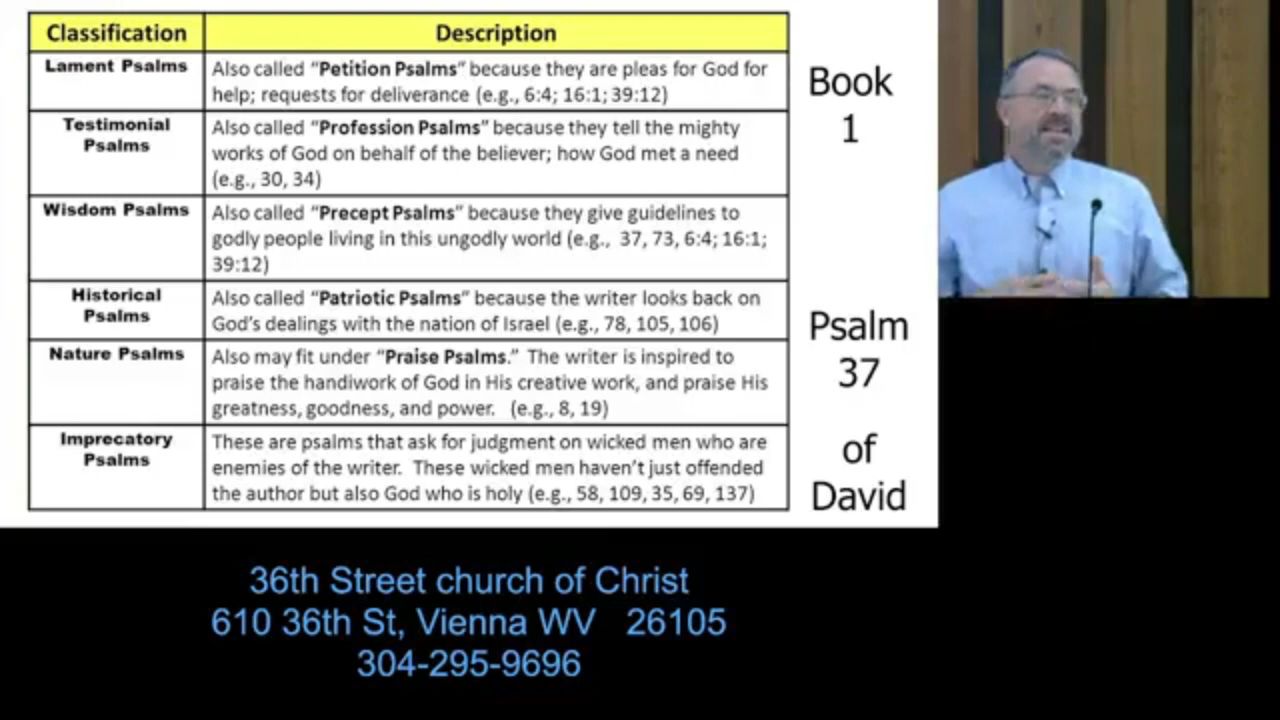 Classification Description
Lament Psalms
Also called “Petition Psalms” because they are pleas for God for
help; requests for deliverance (e.g., 6:4; 16:1; 39:12)
Testimonial
Psalms
Also called “Profession Psalms” because they tell the mighty
works of God on behalf of the believer; how God met a need
(e.g., 30, 34)
Wisdom Psalms
Also called “Precept Psalms” because they give guidelines to
godly people living in this ungodly world (e.g., 37, 73, 6:4; 16:1;
39:12)
Historical
Psalms
Also called “Patriotic Psalms” because the writer looks back on
God’s dealings with the nation of Israel (e.g., 78, 105, 106)
Nature Psalms
Also may fit under “Praise Psalms.” The writer is inspired to
praise the handiwork of God in His creative work, and praise His
greatness, goodness, and power. (e.g., 8, 19)
Imprecatory
Psalms
These are psalms that ask for judgment on wicked men who are
enemies of the writer. These wicked men haven’t just offended
the author but also God who is holy (e.g., 58, 109, 35, 69, 137)
Book
1
Psalm
37
of
David
36th Street church of Christ
610 36th St, Vienna WV 26105
304-295-9696